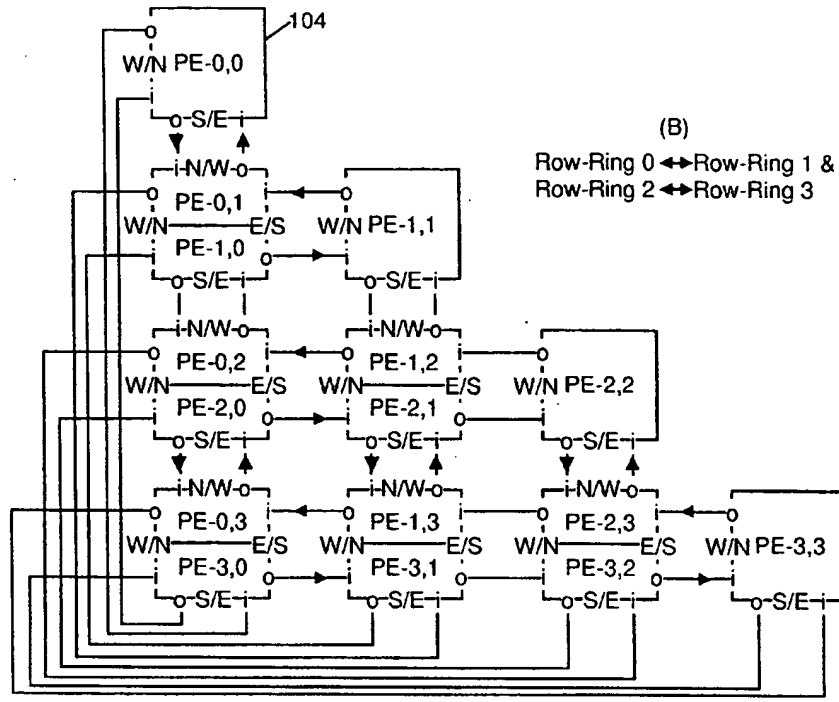 104
W/N PE-0,0
o S/E i
(B)
Row-Ring 0 ↔ Row-Ring 1 &
Row-Ring 2 ↔ Row-Ring 3
i N/W o
PE-0,1
W/N E/S W/N PE-1,1
PE-1,0
o S/E i o S/E i
i N/W o i N/W o
PE-0,2 PE-1,2
W/N E/S W/N E/S W/N PE-2,2
PE-2,0 PE-2,1
o S/E i o S/E i o S/E i
i N/W o i N/W o i N/W o
PE-0,3 PE-1,3 PE-2,3
W/N E/S W/N E/S W/N E/S W/N PE-3,3
PE-3,0 PE-3,1 PE-3,2
o S/E i o S/E i o S/E i o S/E i